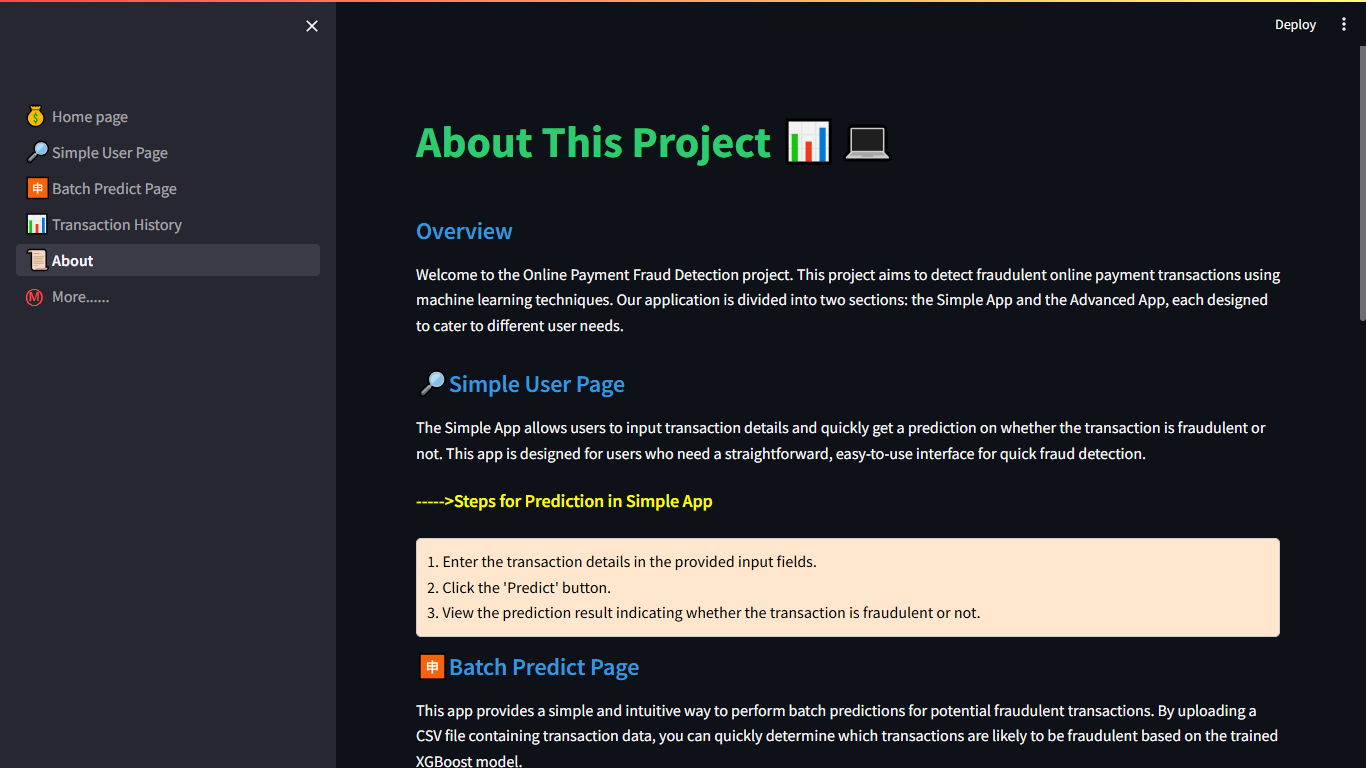 Deploy
Home page
Simple User Page
申 Batch Predict Page
Transaction History
About
Ⓜ More......
About This Project
Overview
Welcome to the Online Payment Fraud Detection project. This project aims to detect fraudulent online payment transactions using
machine learning techniques. Our application is divided into two sections: the Simple App and the Advanced App, each designed
to cater to different user needs.
Simple User Page
The Simple App allows users to input transaction details and quickly get a prediction on whether the transaction is fraudulent or
not. This app is designed for users who need a straightforward, easy-to-use interface for quick fraud detection.
----->Steps for Prediction in Simple App
1. Enter the transaction details in the provided input fields.
2. Click the 'Predict' button.
3. View the prediction result indicating whether the transaction is fraudulent or not.
申 Batch Predict Page
This app provides a simple and intuitive way to perform batch predictions for potential fraudulent transactions. By uploading a
CSV file containing transaction data, you can quickly determine which transactions are likely to be fraudulent based on the trained
XGBoost model.